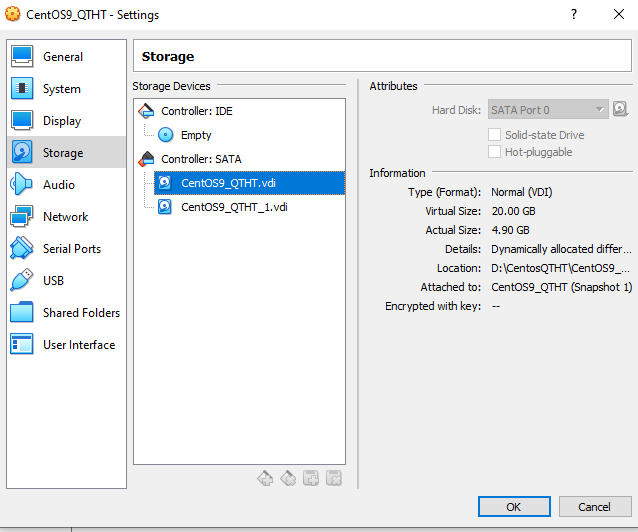 CentOS9_QTHT - Settings
?
General
System
Display
Storage
Audio
Network
Serial Ports
USB
Shared Folders
User Interface
Storage
Storage Devices
Controller: IDE
Empty
Controller: SATA
CentOS9_QTHT.vdi
CentOS9_QTHT_1.vdi
Attributes
Hard Disk: SATA Port 0
Solid-state Drive
Hot-pluggable
Information
Type (Format): Normal (VDI)
Virtual Size: 20.00 GB
Actual Size: 4.90 GB
Details: Dynamically allocated differ...
Location: D:\CentosQTHT\CentOS9_...
Attached to: CentOS9_QTHT (Snapshot 1)
Encrypted with key: --
OK
Cancel